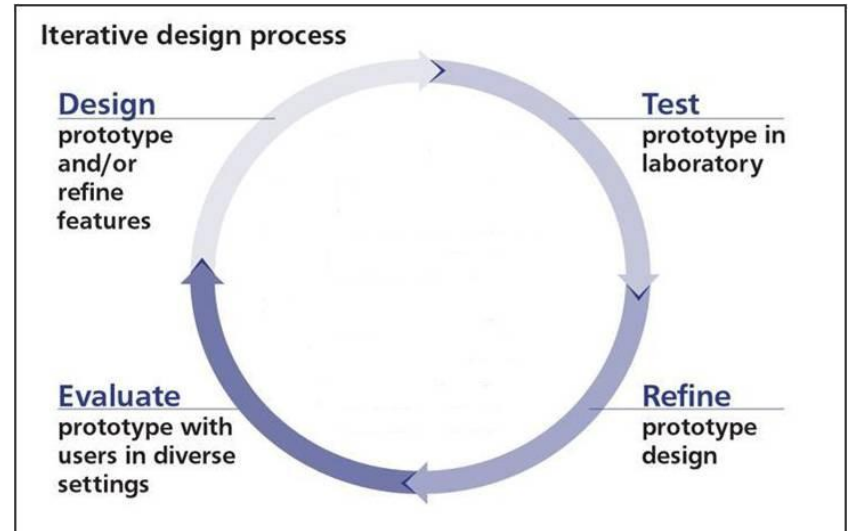 Iterative design process
Design
prototype
and/or
refine
features
Test
prototype in
laboratory
Refine
prototype
design
Evaluate
prototype with
users in diverse
settings